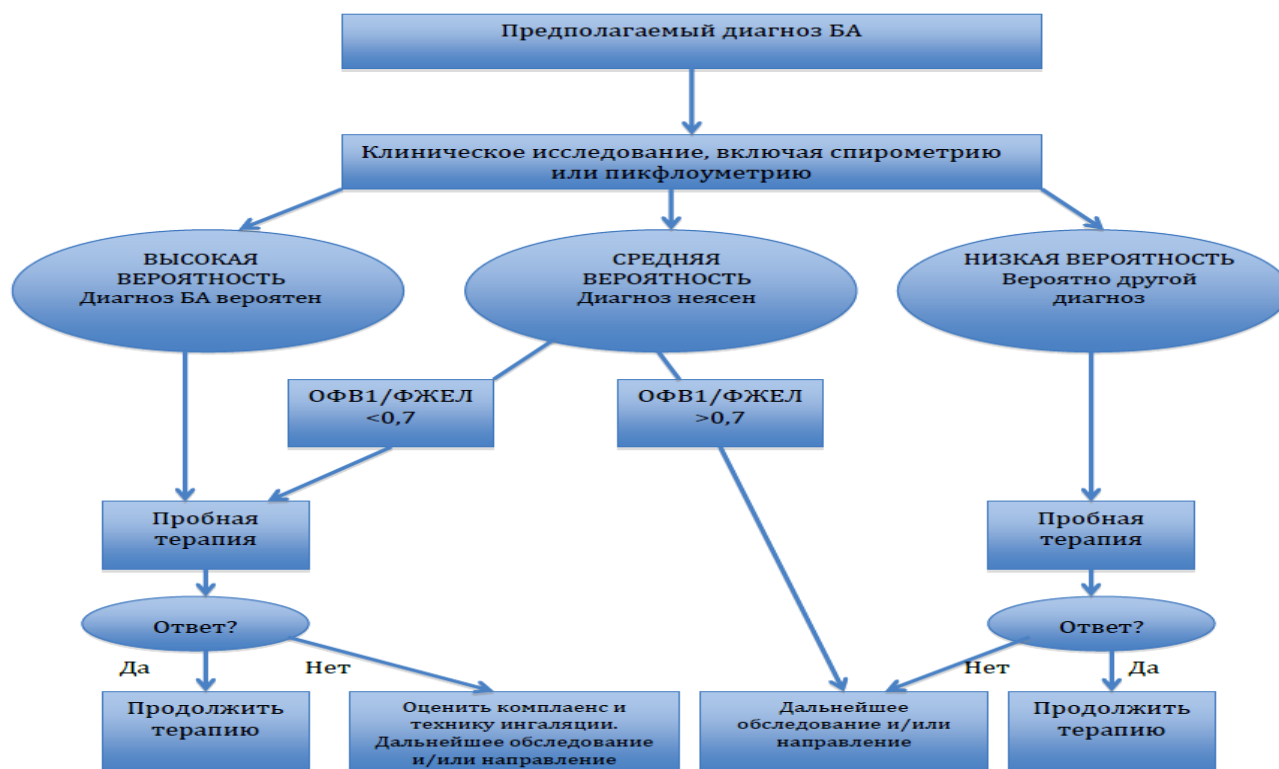 Предполагаемый диагноз БА
Клиническое исследование, включая спирометрию
или пикфлоуметрию
ВЫСОКАЯ
ВЕРОЯТНОСТЬ
Диагноз БА вероятен
СРЕДНЯЯ
ВЕРОЯТНОСТЬ
Диагноз неясен
НИЗКАЯ ВЕРОЯТНОСТЬ
Вероятно другой
диагноз
ОФВ1/ФЖЕЛ
<0,7
ОФВ1/ФЖЕЛ
>0,7
Пробная
терапия
Пробная
терапия
Ответ?
Ответ?
Да
Нет
Нет
Да
Продолжить
терапию
Оценить комплаенс и
технику ингаляции.
Дальнейшее обследование
и/или направление
Дальнейшее
обследование и/или
направление
Продолжить
терапию